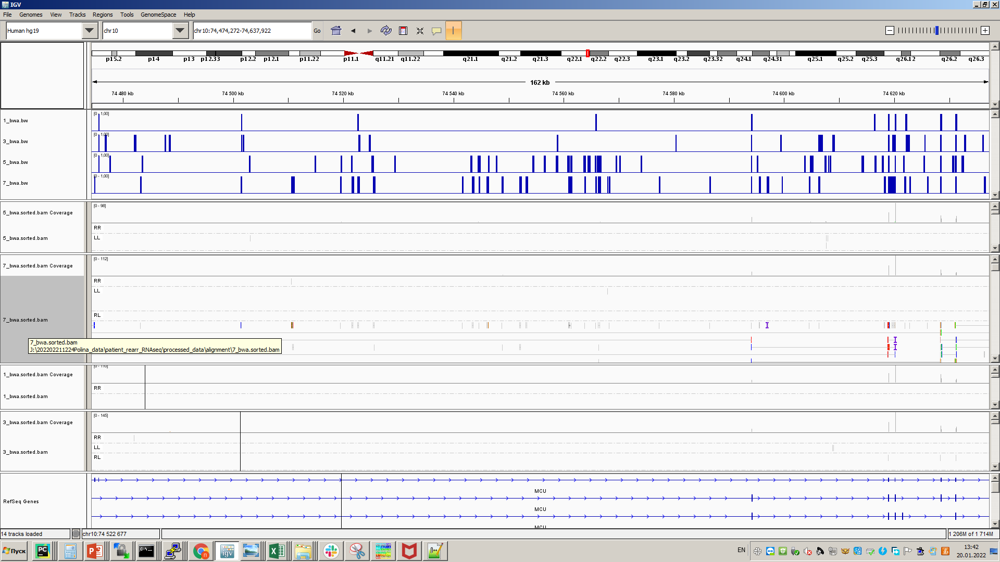 IGV
File Genomes View Tracks Regions Tools GenomeSpace Help
Human hg19 chr10 chr10:74,474,272-74,637,922 Go
p15.2 p14 p13 p12.33 p12.2 p12.1 p11.22 p11.1 q11.21 q11.22 q21.1 q21.2 q21.3 q22.1 q22.2 q22.3 q23.1 q23.2 q23.32 q24.1 q24.31 q25.1 q25.2 q25.3 q26.12 q26.2 q26.3
162 kb
74 480 kb 74 500 kb 74 520 kb 74 540 kb 74 560 kb 74 580 kb 74 600 kb 74 620 kb
[0 - 1,00]
1_bwa.bw
[0 - 1,00]
3_bwa.bw
[0 - 1,00]
5_bwa.bw
[0 - 1,00]
7_bwa.bw
[0 - 98]
5_bwa.sorted.bam Coverage
RR
LL
5_bwa.sorted.bam
[0 - 112]
7_bwa.sorted.bam Coverage
RR
LL
RL
7_bwa.sorted.bam
7_bwa.sorted.bam
J:\202202211224Polina_data\patient_rearr_RNAseq\processed_data\alignment\7_bwa.sorted.bam
[0 - 110]
1_bwa.sorted.bam Coverage
RR
1_bwa.sorted.bam
[0 - 145]
3_bwa.sorted.bam Coverage
RR
LL
3_bwa.sorted.bam
RL
MCU
RefSeq Genes
MCU
MCU
14 tracks loaded chr10:74 522 677 1 206M of 1 714M
Пуск
EN
13:42
20.01.2022